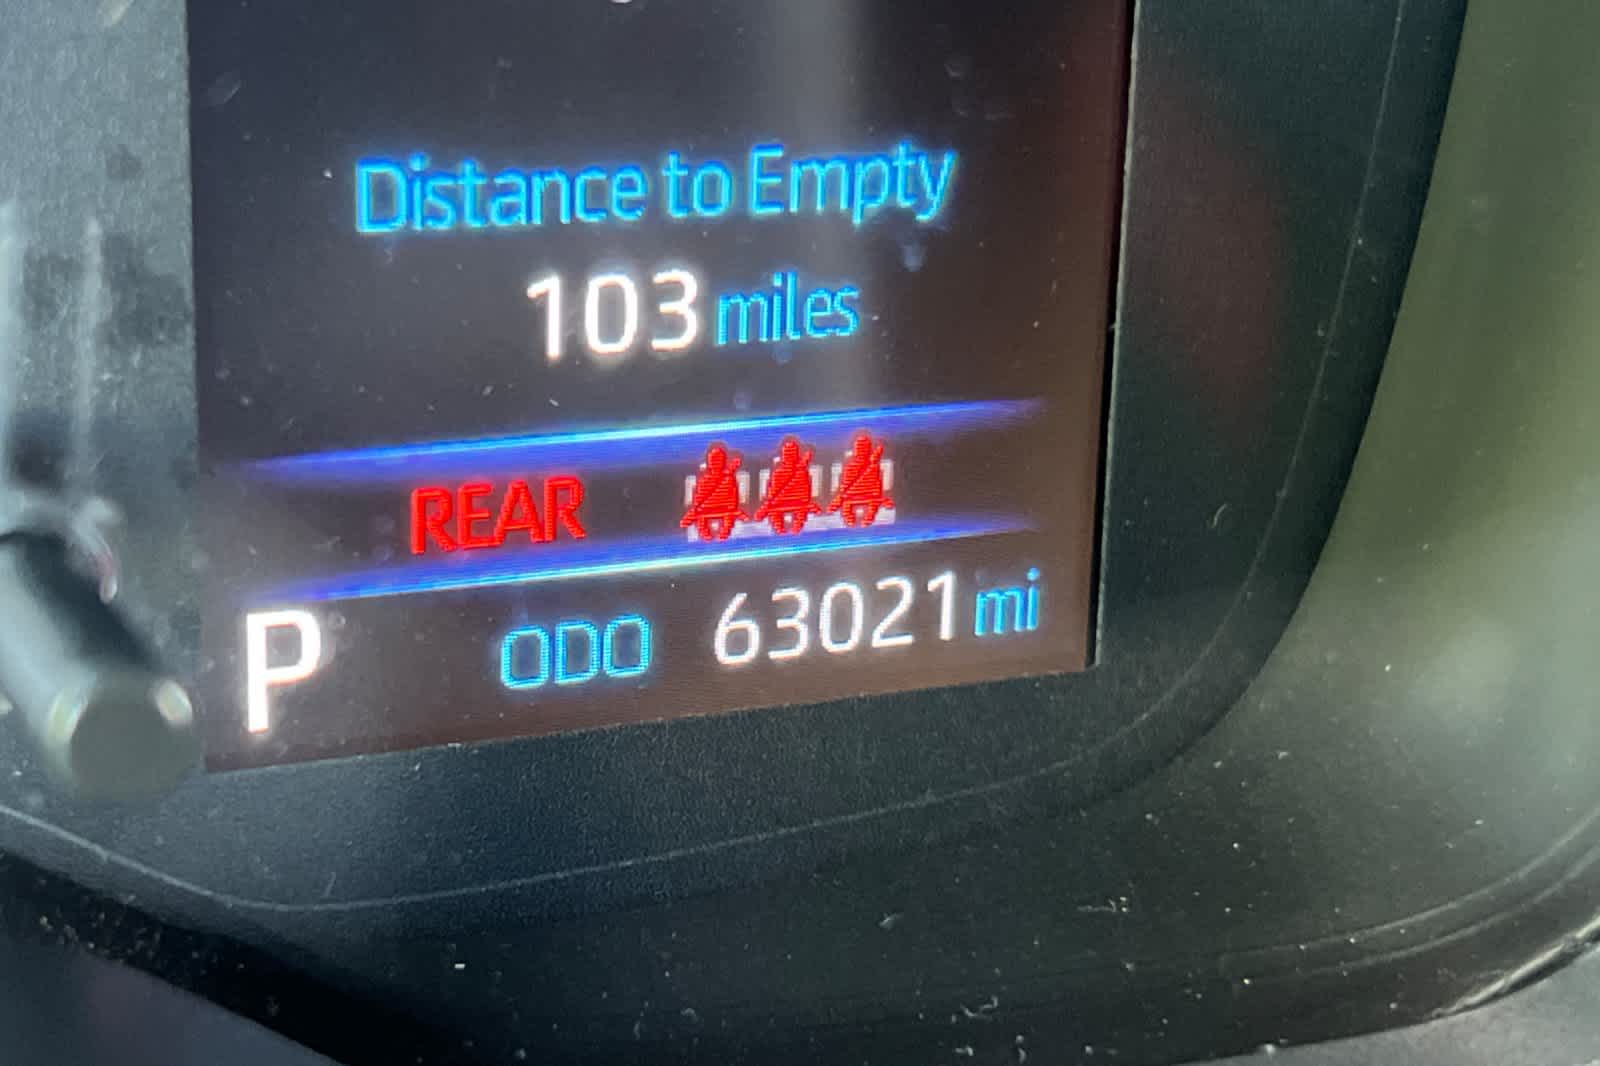 Distance to Empty
103 miles
REAR
P ODO 63021 mi